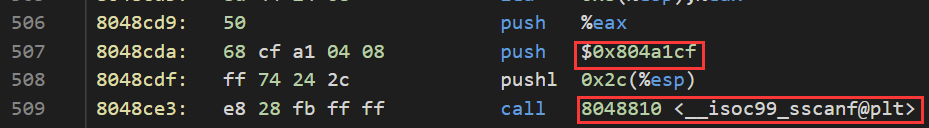 506 8048cd9: 50 push %eax
507 8048cda: 68 cf a1 04 08 push $0x804a1cf
508 8048cdf: ff 74 24 2c pushl 0x2c(%esp)
509 8048ce3: e8 28 fb ff ff call 8048810 <__isoc99_sscanf@plt>